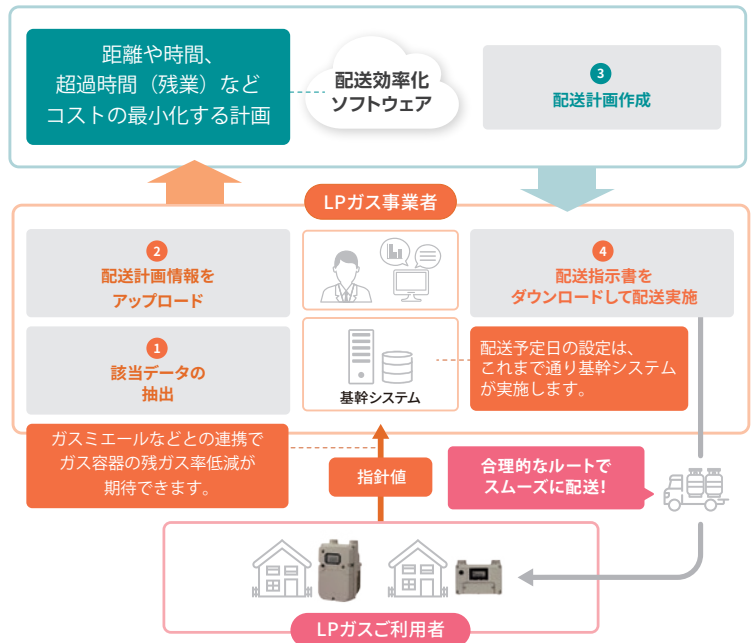 距離や時間、
超過時間（残業）など
コストの最小化する計画
配送効率化
ソフトウェア
3
配送計画作成
LPガス事業者
2
配送計画情報を
アップロード
4
配送指示書を
ダウンロードして配送実施
1
該当データの
抽出
基幹システム
配送予定日の設定は、
これまで通り基幹システム
が実施します。
ガスミエールなどとの連携で
ガス容器の残ガス率低減が
期待できます。
指針値
合理的なルートで
スムーズに配送！
LPガスご利用者